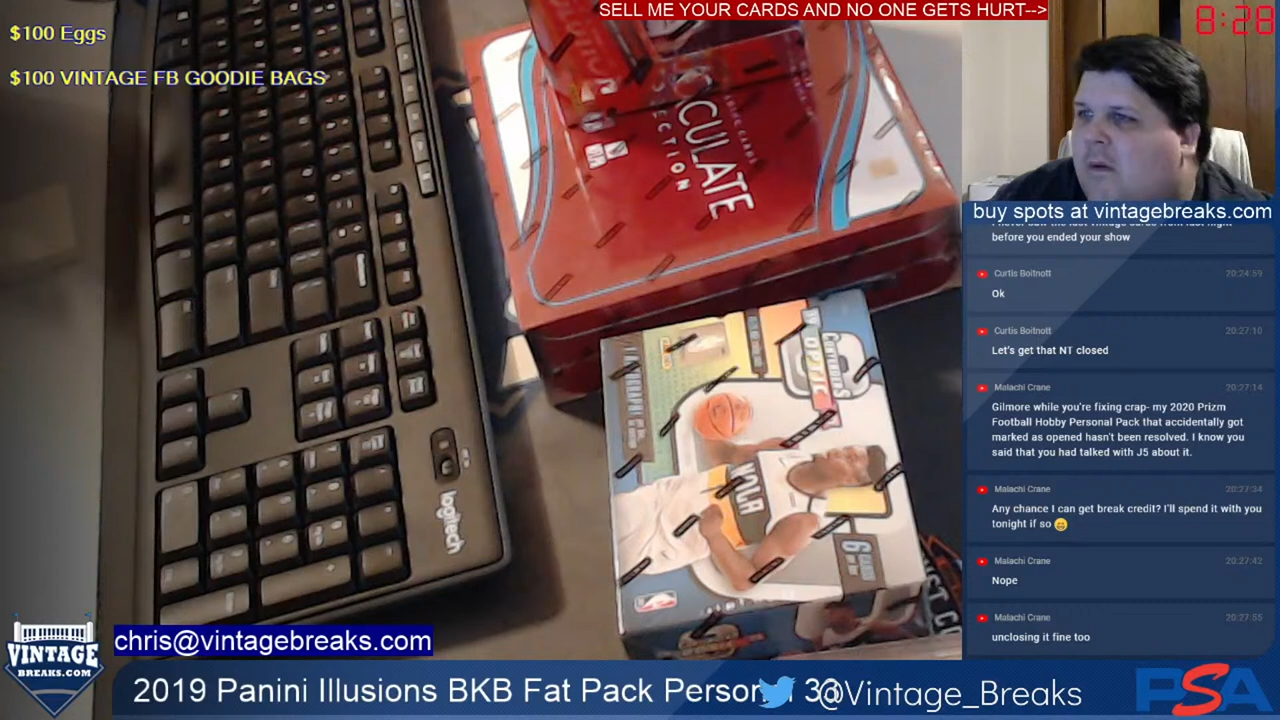 $100 Eggs
$100 VINTAGE FB GOODIE BAGS
SELL ME YOUR CARDS AND NO ONE GETS HURT-->
8:28
buy spots at vintagebreaks.com
before you ended your show
Curtis Boitnott 20:24:59
Ok
Curtis Boitnott 20:27:10
Let's get that NT closed
Malachi Crane 20:27:14
Gilmore while you're fixing crap- my 2020 Prizm
Football Hobby Personal Pack that accidentally got
marked as opened hasn't been resolved. I know you
said that you had talked with J5 about it.
Malachi Crane 20:27:34
Any chance I can get break credit? I'll spend it with you
tonight if so 😄
Malachi Crane 20:27:42
Nope
Malachi Crane 20:27:55
unclosing it fine too
CULATE
OPTIC
NOLA
6
logitech
VINTAGE
BREAKS.COM
chris@vintagebreaks.com
2019 Panini Illusions BKB Fat Pack Person
@Vintage_Breaks
PSA